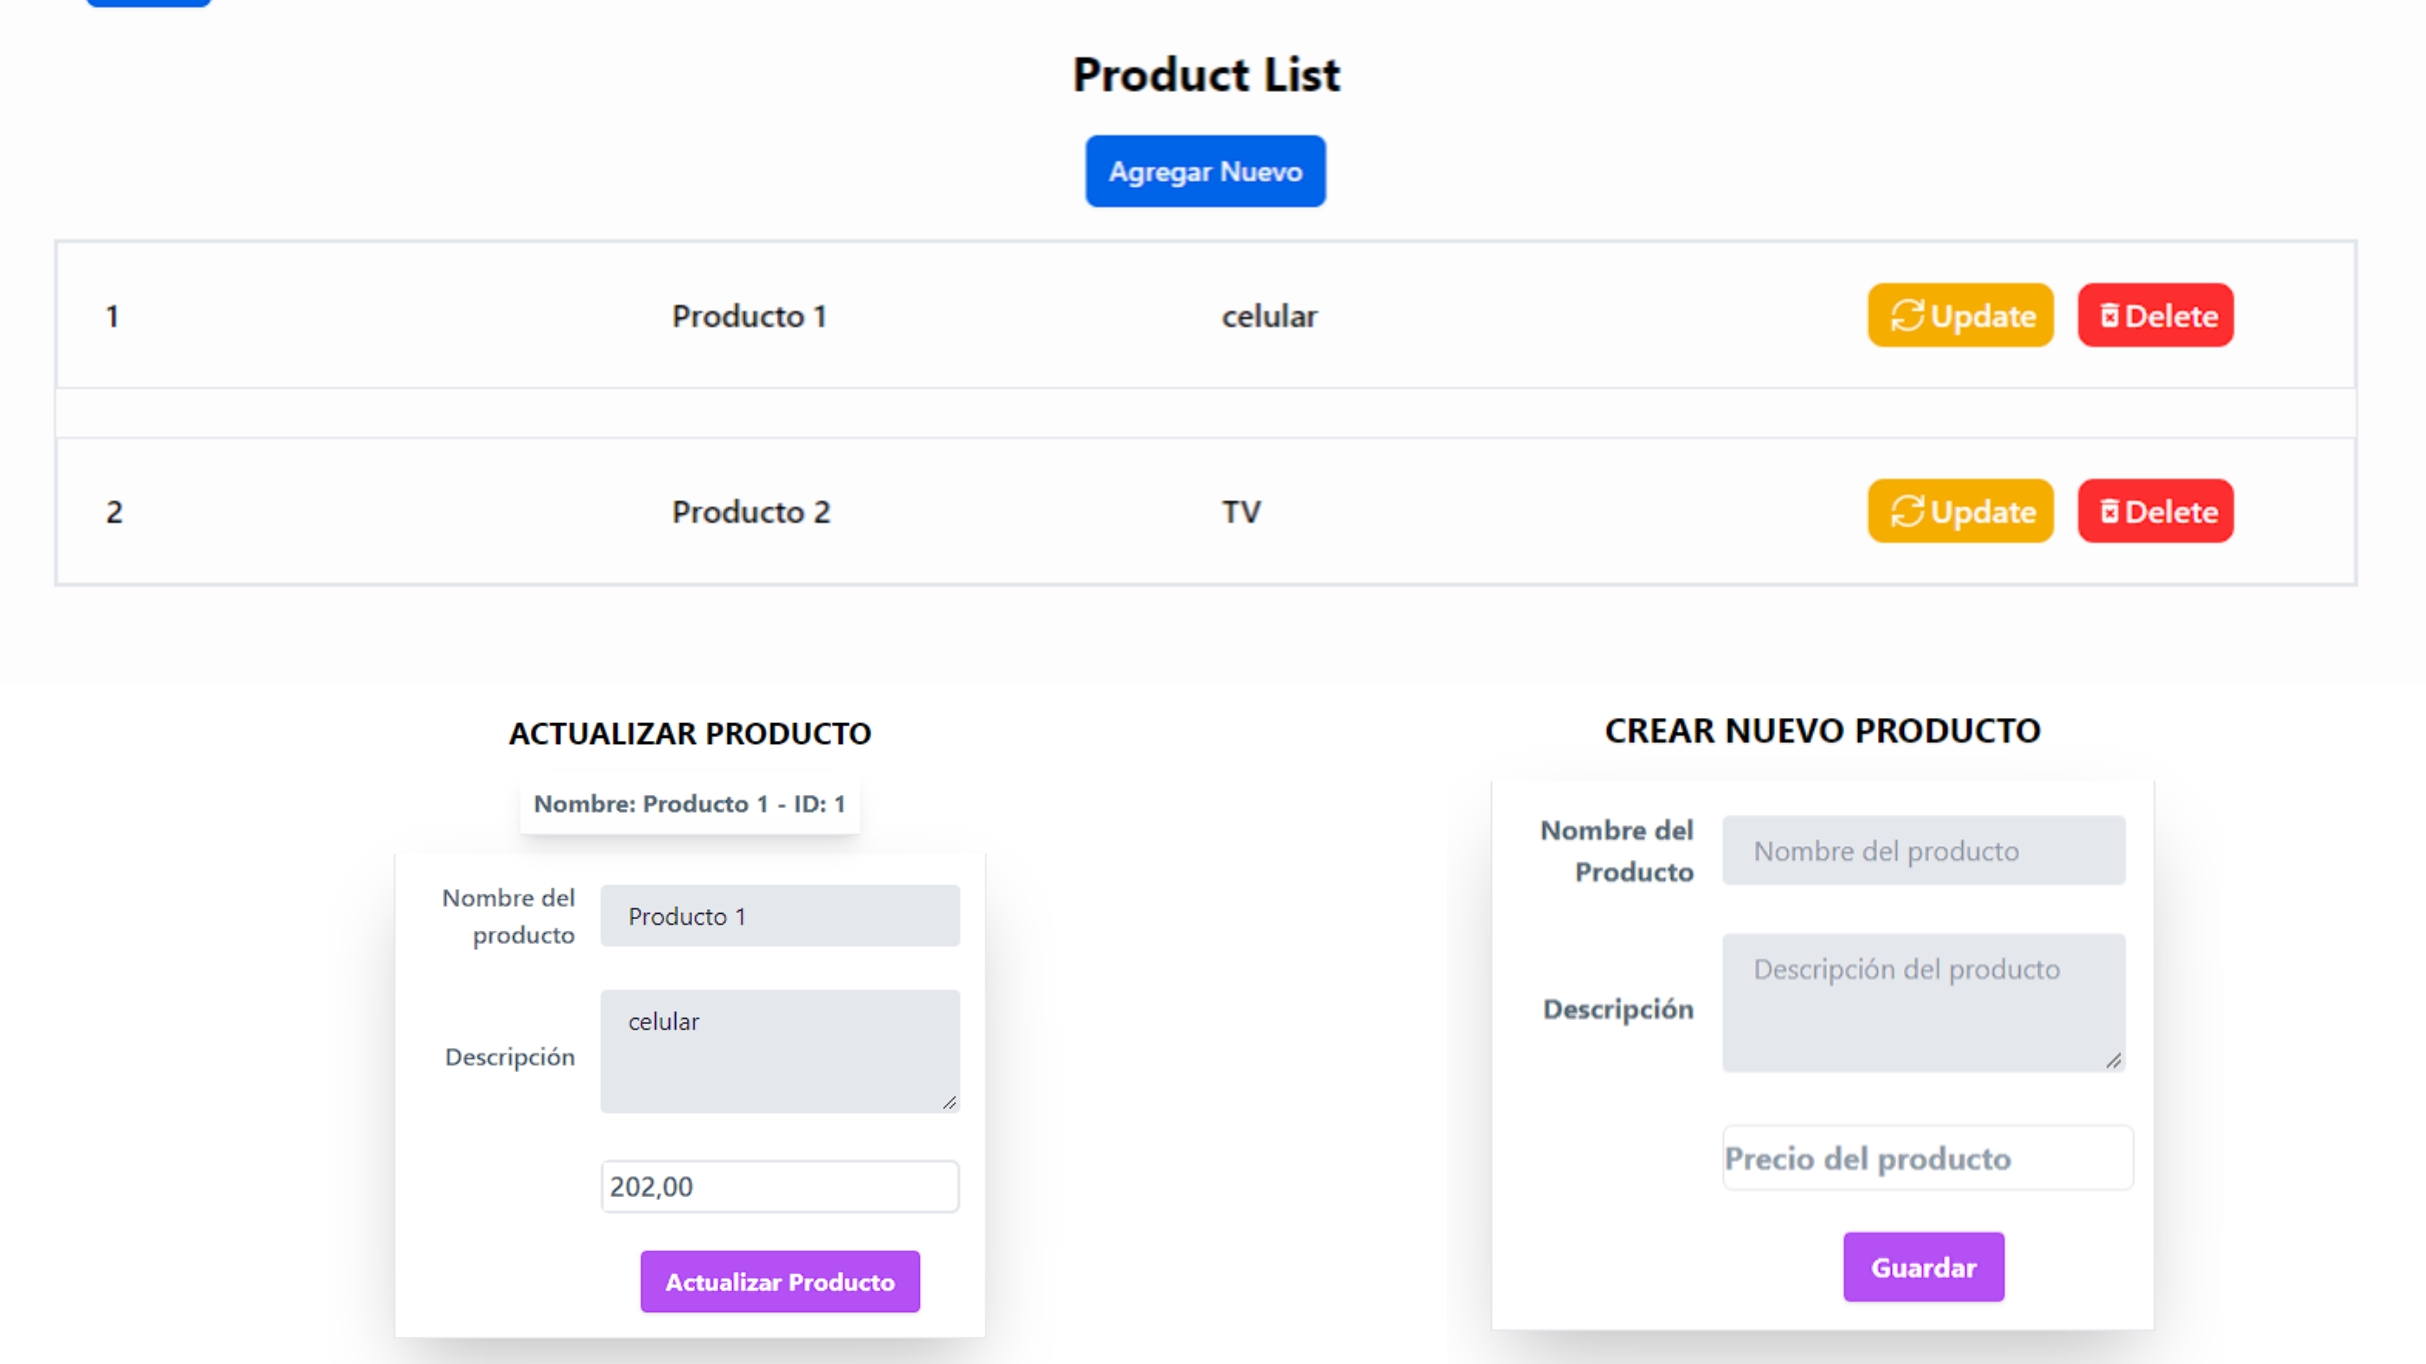 Product List
Agregar Nuevo
1 Producto 1 celular Update Delete
2 Producto 2 TV Update Delete
ACTUALIZAR PRODUCTO
Nombre: Producto 1 - ID: 1
Nombre del
producto
Producto 1
Descripción
celular
202,00
Actualizar Producto
CREAR NUEVO PRODUCTO
Nombre del
Producto
Nombre del producto
Descripción
Descripción del producto
Precio del producto
Guardar